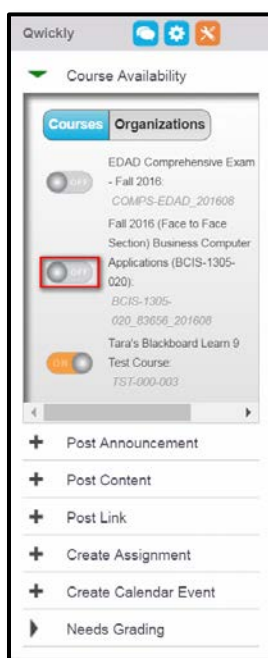 Qwickly
Course Availability
Courses Organizations
EDAD Comprehensive Exam
- Fall 2016:
OFF
COMPS-EDAD_201608
Fall 2016 (Face to Face
Section) Business Computer
Applications (BCIS-1305-
OFF
020):
BCIS-1305-
020_83656_201608
Tara's Blackboard Learn 9
ON
Test Course:
TST-000-003
Post Announcement
Post Content
Post Link
Create Assignment
Create Calendar Event
Needs Grading